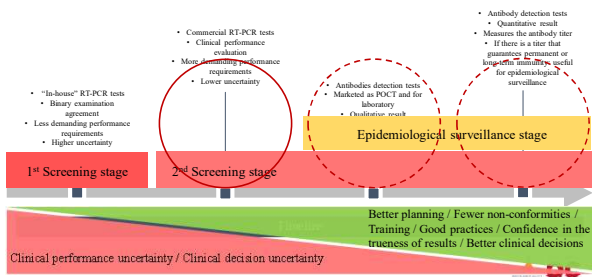 • "In-house" RT-PCR tests
• Binary examination
agreement
• Less demanding performance
requirements
• Higher uncertainty
• Commercial RT-PCR tests
• Clinical performance
evaluation
• More demanding performance
requirements
• Lower uncertainty
• Antibodies detection tests
• Marketed as POCT and for
laboratory
• Qualitative result
• Antibody detection tests
• Quantitative result
• Measures the antibody titer
• If there is a titer that
guarantees permanent or
long-term immunity, useful
for epidemiological
surveillance
Epidemiological surveillance stage
1st Screening stage
2nd Screening stage
Timeline
Better planning / Fewer non-conformities /
Training / Good practices / Confidence in the
trueness of results / Better clinical decisions
Clinical performance uncertainty / Clinical decision uncertainty